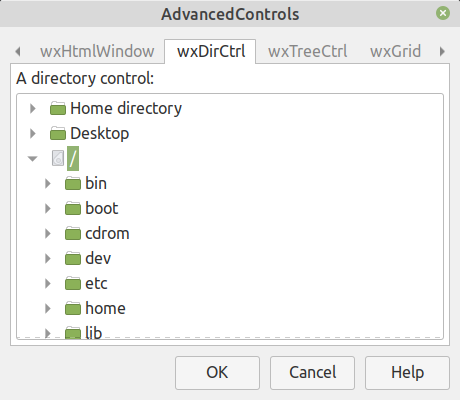 AdvancedControls
wxHtmlWindow wxDirCtrl wxTreeCtrl wxGrid
A directory control:
Home directory
Desktop
/
bin
boot
cdrom
dev
etc
home
lib
OK Cancel Help